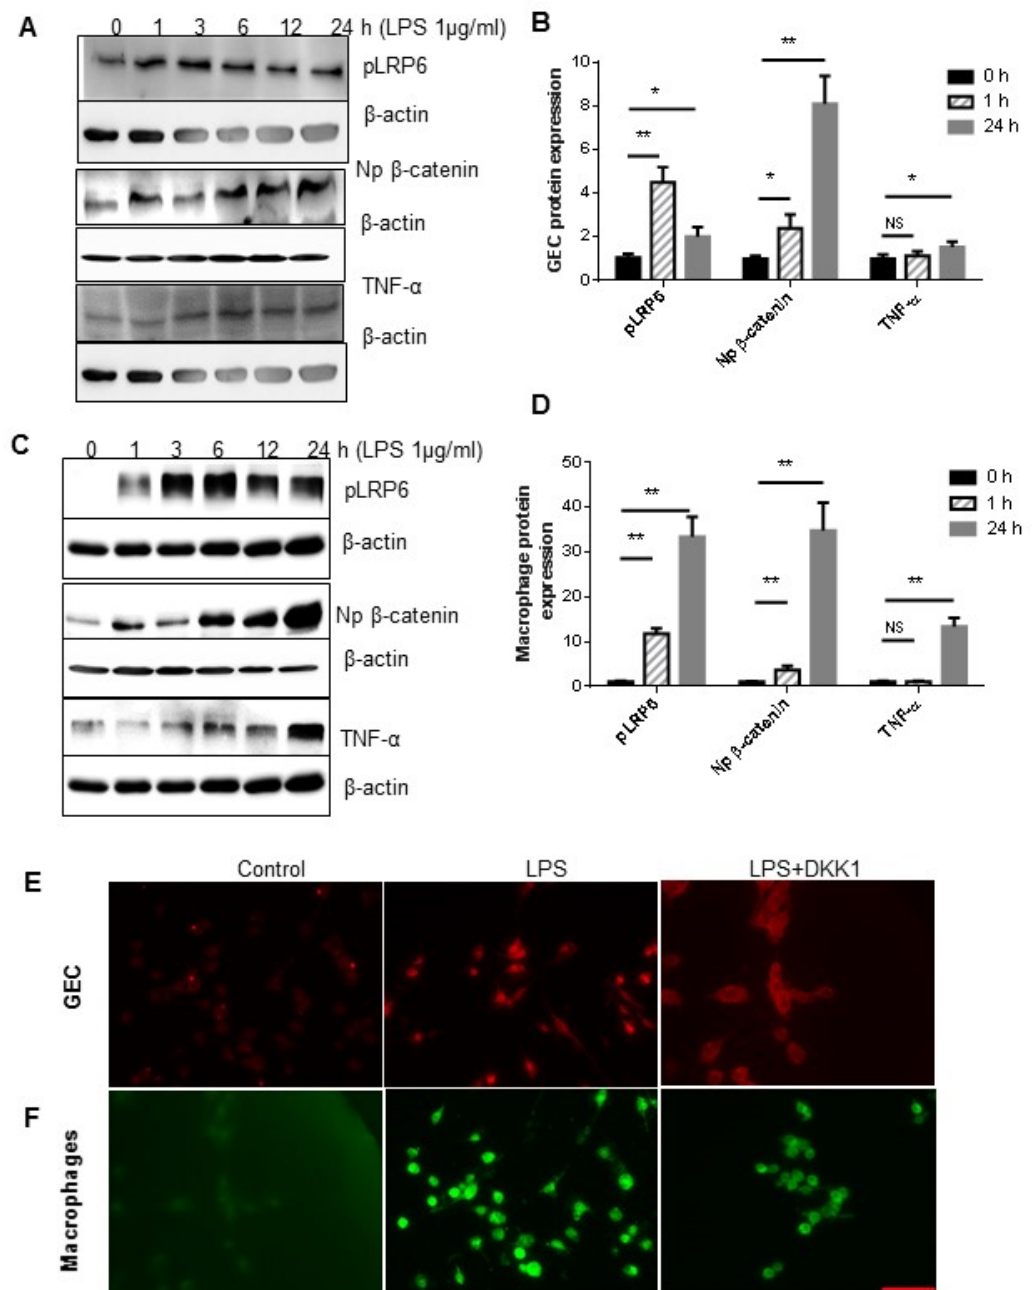 A
0 1 3 6 12 24 h (LPS 1µg/ml)
pLRP6
β-actin
Np β-catenin
β-actin
TNF-α
β-actin
B
GEC protein expression
10
8
6
4
2
0
**
*
**
*
*
NS
0 h
1 h
24 h
pLRP6
Np β-catenin
TNF-α
C
0 1 3 6 12 24 h (LPS 1µg/ml)
pLRP6
β-actin
Np β-catenin
β-actin
TNF-α
β-actin
D
Macrophage protein
expression
50
40
30
20
10
0
**
**
**
**
**
NS
0 h
1 h
24 h
pLRP6
Np β-catenin
TNF-α
Control LPS LPS+DKK1
E
GEC
F
Macrophages